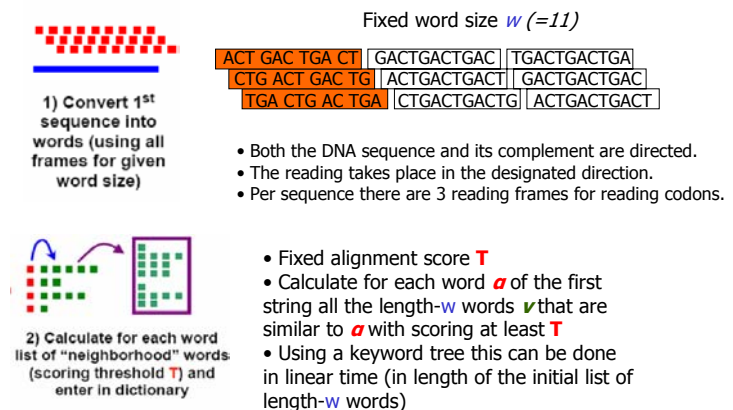 Fixed word size w (=11)
ACT GAC TGA CT GACTGACTGAC TGACTGACTGA
CTG ACT GAC TG ACTGACTGACT GACTGACTGAC
TGA CTG AC TGA CTGACTGACTG ACTGACTGACT
1) Convert 1st
sequence into
words (using all
frames for given
word size)
• Both the DNA sequence and its complement are directed.
• The reading takes place in the designated direction.
• Per sequence there are 3 reading frames for reading codons.
2) Calculate for each word
list of “neighborhood” words
(scoring threshold T) and
enter in dictionary
• Fixed alignment score T
• Calculate for each word a of the first
string all the length-w words v that are
similar to a with scoring at least T
• Using a keyword tree this can be done
in linear time (in length of the initial list of
length-w words)